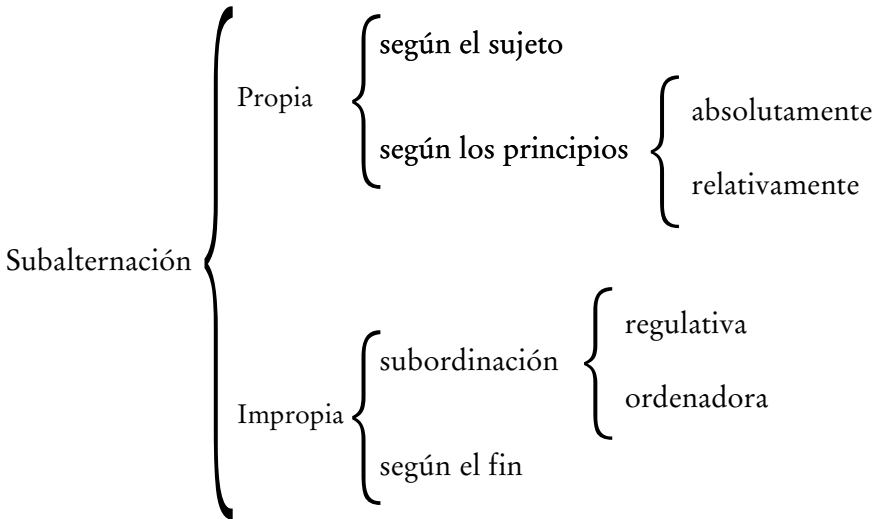 Subalternación
Propia
según el sujeto
según los principios
absolutamente
relativamente
Impropia
subordinación
regulativa
ordenadora
según el fin